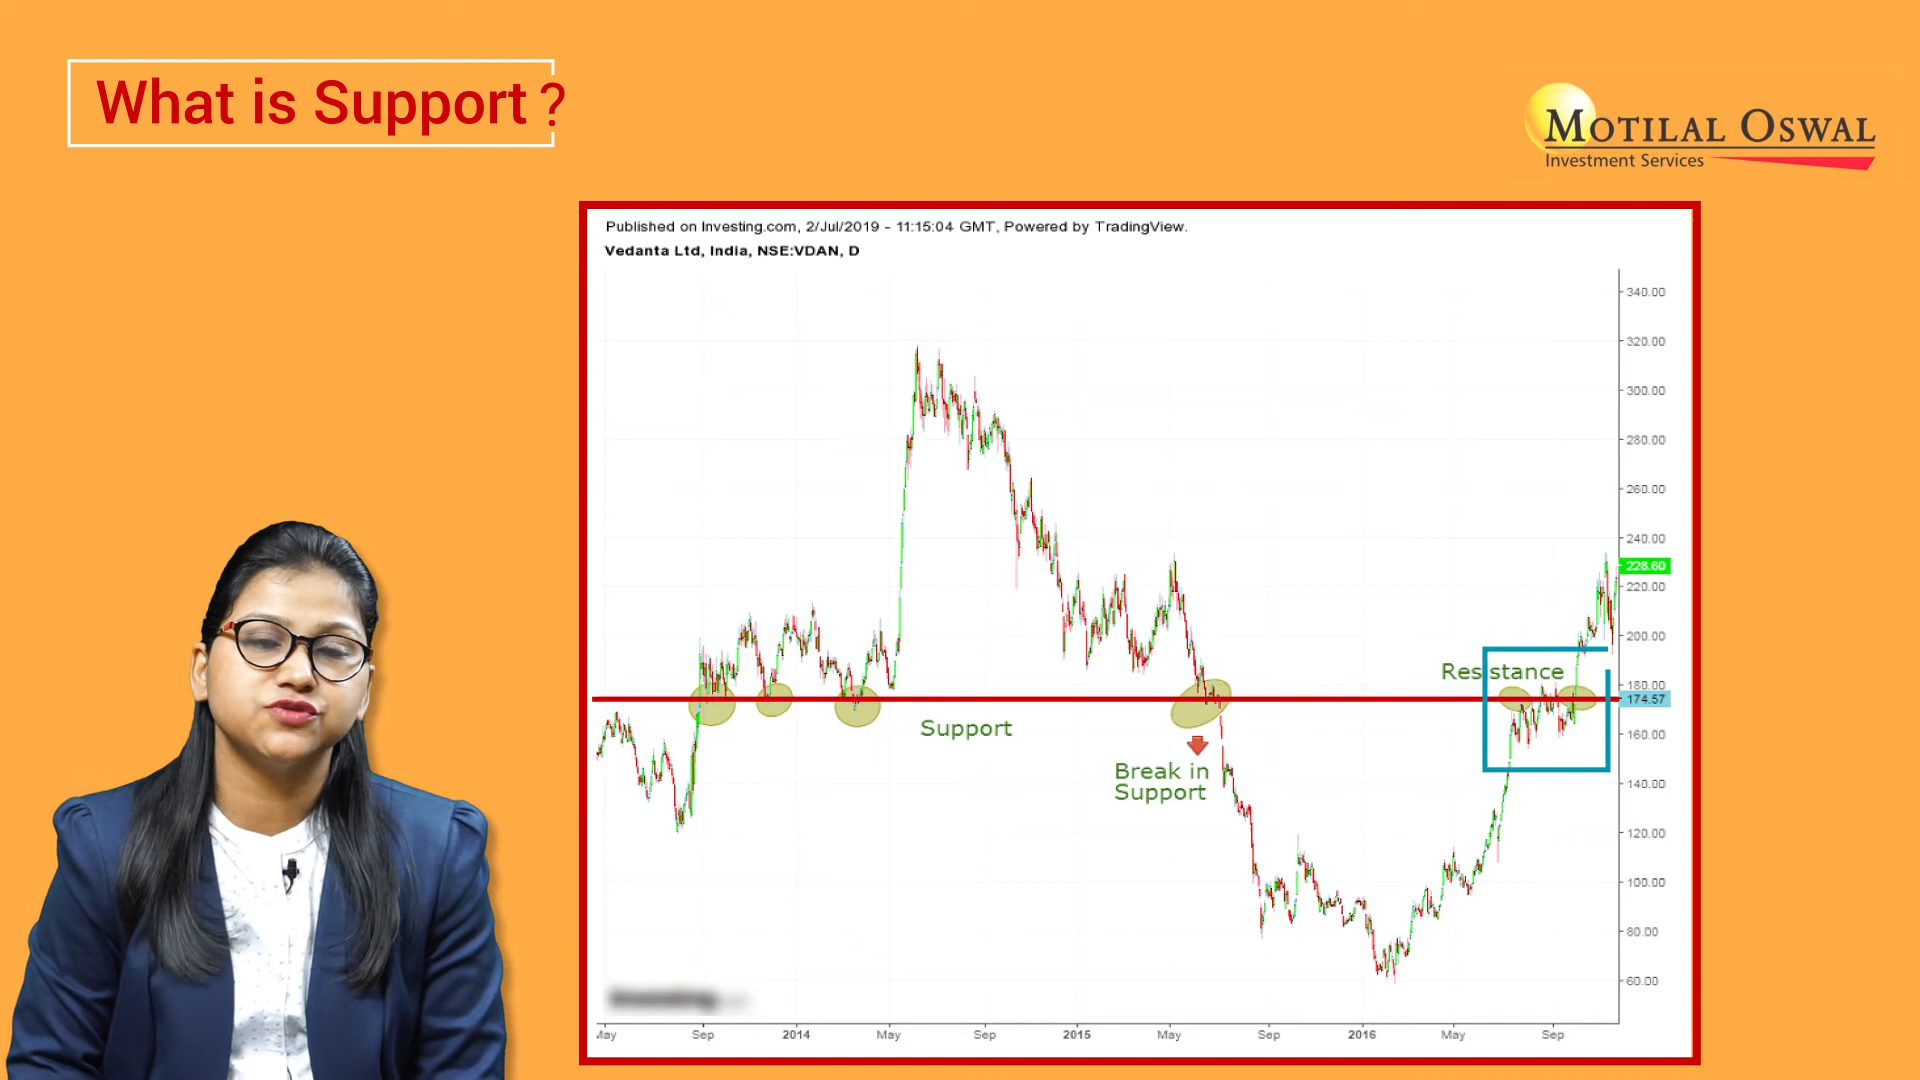 What is Support ?
MOTILAL OSWAL
Investment Services
Published on Investing.com, 2/Jul/2019 - 11:15:04 GMT, Powered by TradingView.
Vedanta Ltd, India, NSE:VDAN, D
340.00
320.00
300.00
280.00
260.00
240.00
228.60
220.00
200.00
Resistance
180.00
174.57
Support
160.00
Break in
Support
140.00
120.00
100.00
80.00
60.00
May Sep 2014 May Sep 2015 May Sep 2016 May Sep